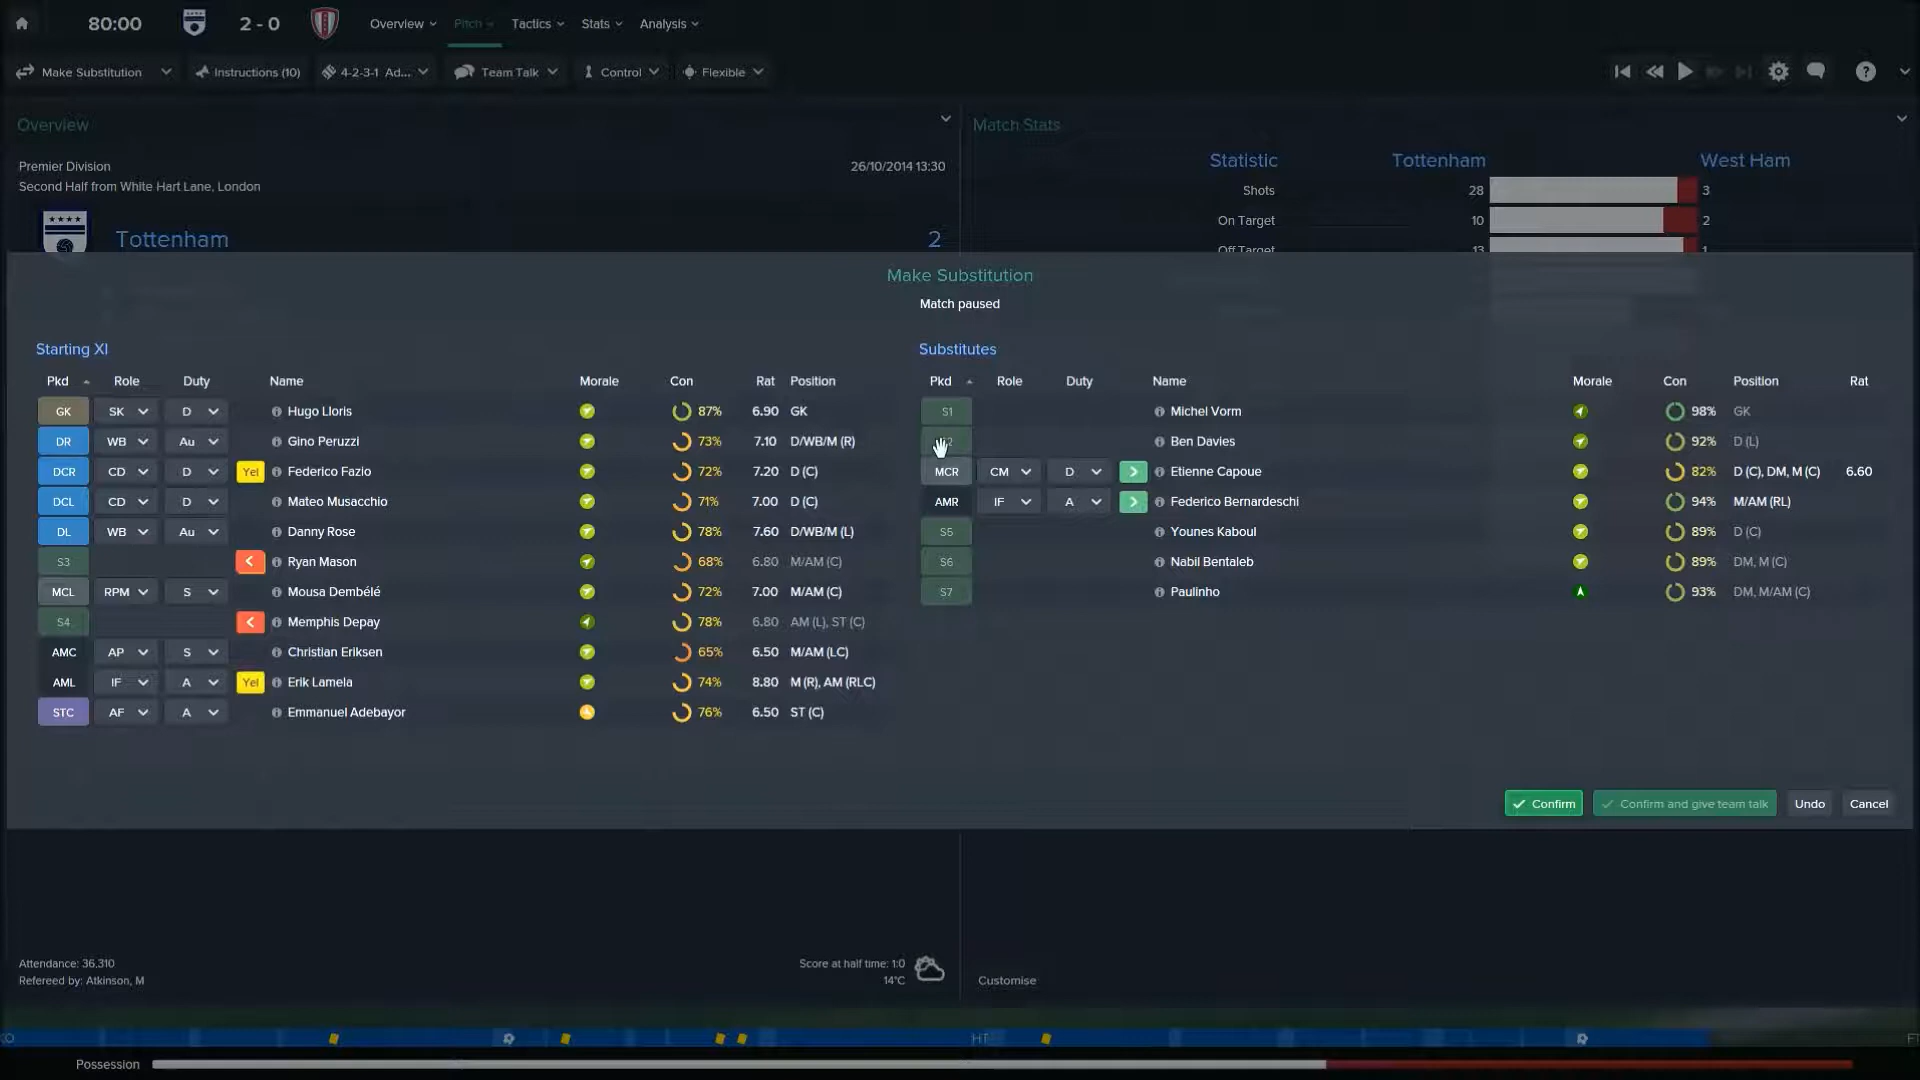 80:00 2 - 0 Overview Pitch Tactics Stats Analysis
Make Substitution Instructions (10) 4-2-3-1 Ad... Team Talk Control Flexible ?
Overview
Premier Division 26/10/2014 13:30
Second Half from White Hart Lane, London
Tottenham 2
Match Stats
Statistic Tottenham West Ham
Shots 28 3
On Target 10 2
Off Target 13 1
Make Substitution
Match paused
Starting XI
Pkd Role Duty Name Morale Con Rat Position
GK SK D Hugo Lloris 87% 6.90 GK
DR WB Au Gino Peruzzi 73% 7.10 D/WB/M (R)
DCR CD D Yel Federico Fazio 72% 7.20 D (C)
DCL CD D Mateo Musacchio 71% 7.00 D (C)
DL WB Au Danny Rose 78% 7.60 D/WB/M (L)
S3 Ryan Mason 68% 6.80 M/AM (C)
MCL RPM S Mousa Dembélé 72% 7.00 M/AM (C)
S4 Memphis Depay 78% 6.80 AM (L), ST (C)
AMC AP S Christian Eriksen 65% 6.50 M/AM (LC)
AML IF A Yel Erik Lamela 74% 8.80 M (R), AM (RLC)
STC AF A Emmanuel Adebayor 76% 6.50 ST (C)
Substitutes
Pkd Role Duty Name Morale Con Position Rat
S1 Michel Vorm 98% GK
Ben Davies 92% D (L)
MCR CM D Etienne Capoue 82% D (C), DM, M (C) 6.60
AMR IF A Federico Bernardeschi 94% M/AM (RL)
S5 Younes Kaboul 89% D (C)
S6 Nabil Bentaleb 89% DM, M (C)
S7 Paulinho 93% DM, M/AM (C)
Confirm Confirm and give team talk Undo Cancel
Attendance: 36,310 Score at half time: 1:0
Refereed by: Atkinson, M 14°C
Customise
HT
Possession